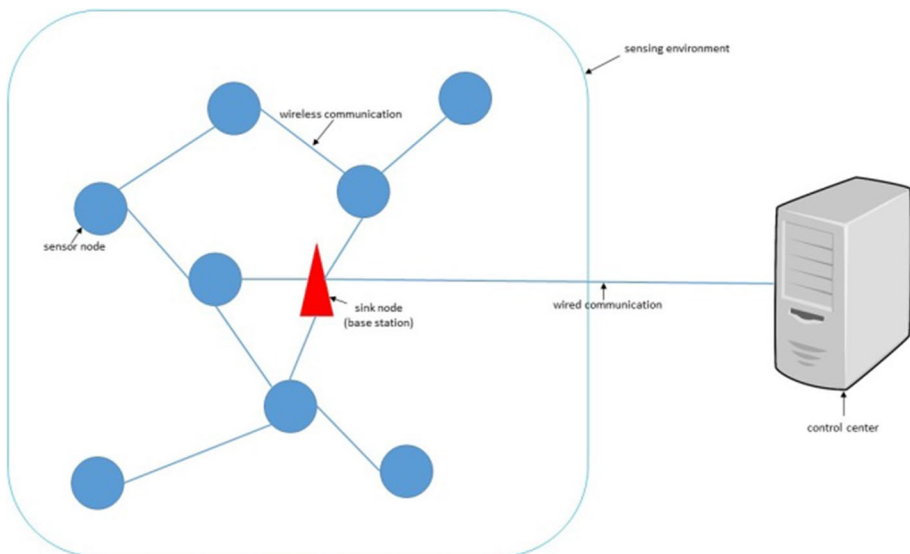 sensing environment
wireless communication
sensor node
sink node
(base station)
wired communication
control center